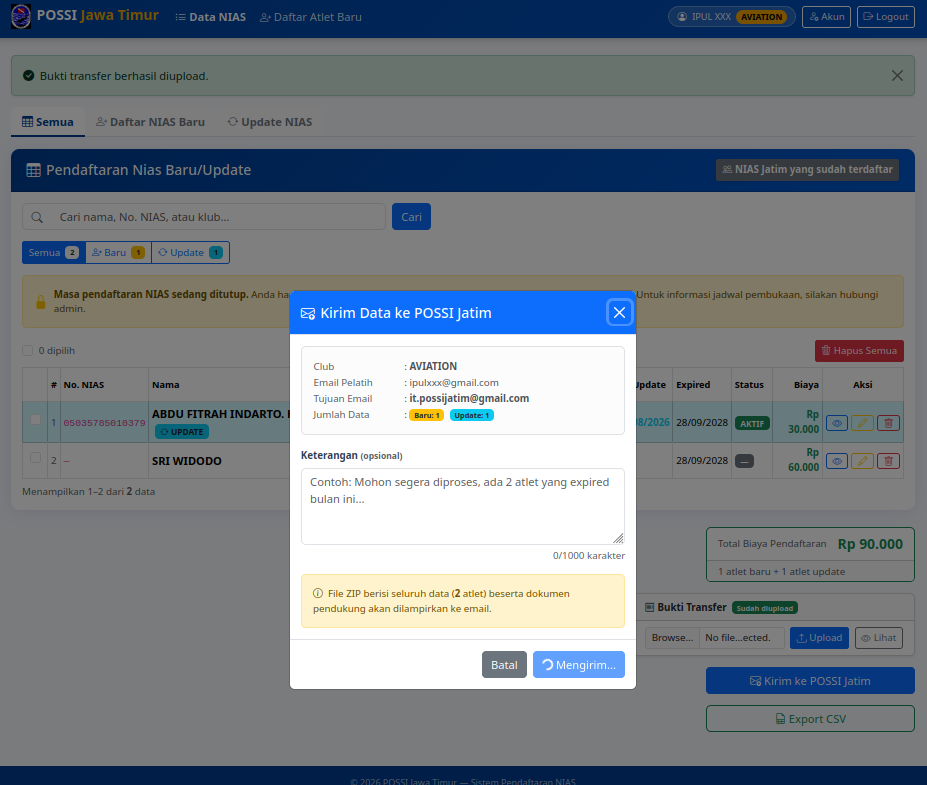 POSSI Jawa Timur
Data NIAS
Daftar Atlet Baru
IPUL XXX AVIATION
Akun
Logout
Bukti transfer berhasil diupload.
Semua
Daftar NIAS Baru
Update NIAS
Pendaftaran Nias Baru/Update
NIAS Jatim yang sudah terdaftar
Cari nama, No. NIAS, atau klub...
Cari
Semua 2
Baru 1
Update 1
Masa pendaftaran NIAS sedang ditutup. Anda ha
Untuk informasi jadwal pembukaan, silakan hubungi
admin.
0 dipilih
Hapus Semua
# No. NIAS Nama
Update Expired Status Biaya Aksi
1 05035785010379 ABDU FITRAH INDARTO.
UPDATE
8/2026 28/09/2028 AKTIF Rp
30.000
2 — SRI WIDODO
28/09/2028 — Rp
60.000
Menampilkan 1–2 dari 2 data
Kirim Data ke POSSI Jatim
Club : AVIATION
Email Pelatih : ipulxxx@gmail.com
Tujuan Email : it.possijatim@gmail.com
Jumlah Data : Baru: 1 Update: 1
Keterangan (opsional)
Contoh: Mohon segera diproses, ada 2 atlet yang expired
bulan ini...
0/1000 karakter
File ZIP berisi seluruh data (2 atlet) beserta dokumen
pendukung akan dilampirkan ke email.
Batal
Mengirim...
Total Biaya Pendaftaran Rp 90.000
1 atlet baru + 1 atlet update
Bukti Transfer Sudah diupload
Browse... No file...ected.
Upload
Lihat
Kirim ke POSSI Jatim
Export CSV
© 2026 POSSI Jawa Timur — Sistem Pendaftaran NIAS